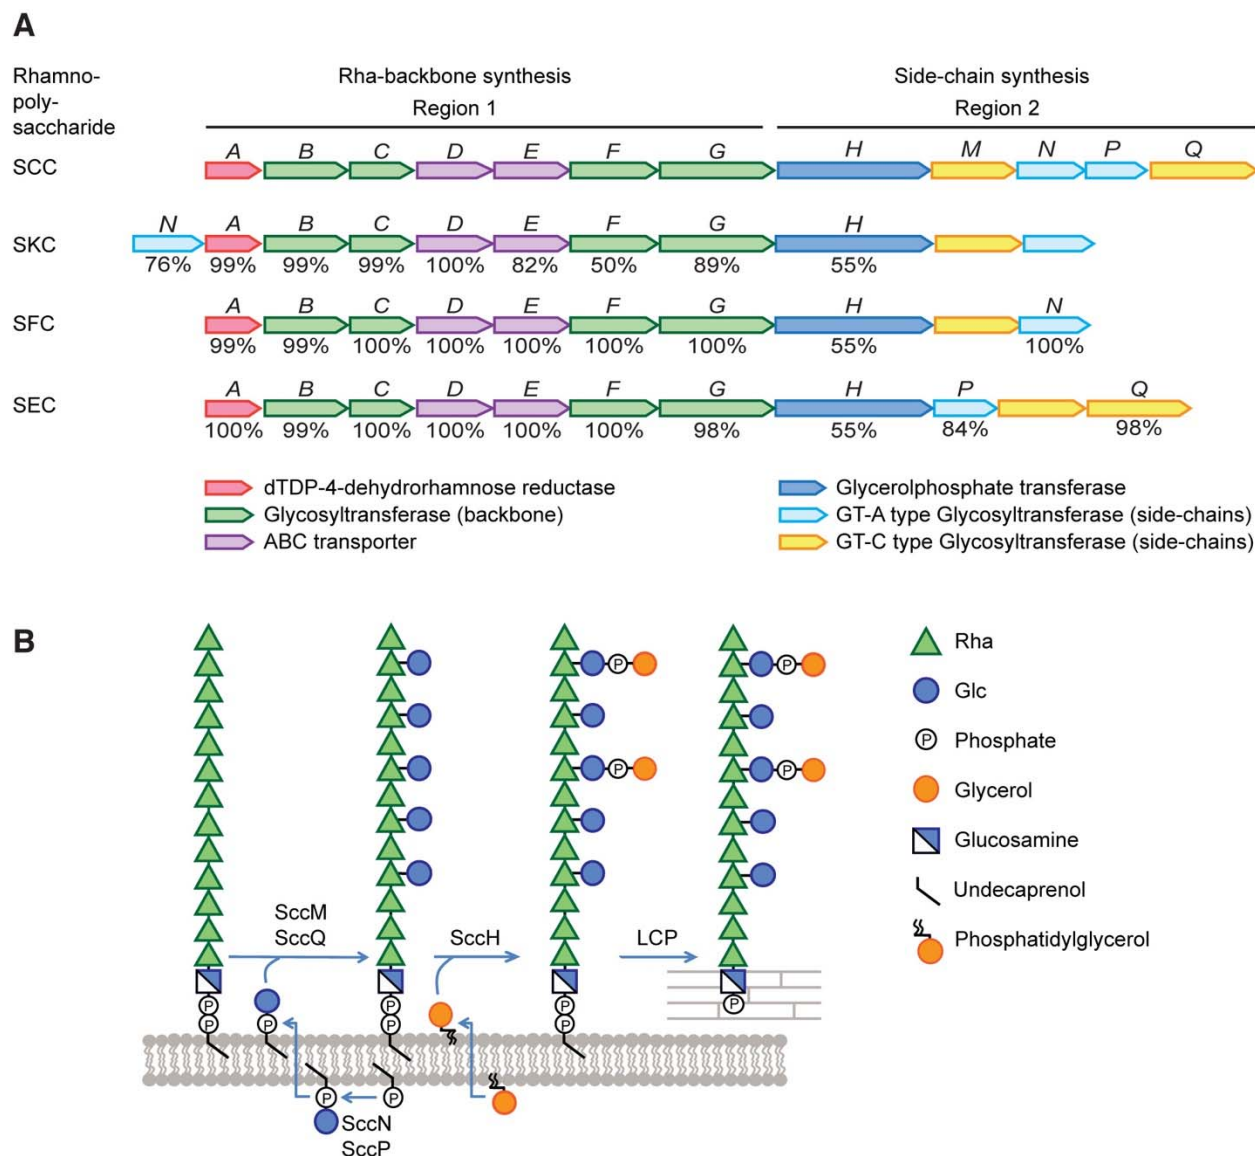 A
Rhamno-
poly-
saccharide
Rha-backbone synthesis
Region 1
Side-chain synthesis
Region 2
SCC
A B C D E F G H M N P Q
SKC
N A B C D E F G H
76% 99% 99% 99% 100% 82% 50% 89% 55%
SFC
A B C D E F G H N
99% 99% 100% 100% 100% 100% 100% 55% 100%
SEC
A B C D E F G H P Q
100% 99% 100% 100% 100% 100% 98% 55% 84% 98%
dTDP-4-dehydrorhamnose reductase
Glycosyltransferase (backbone)
ABC transporter
Glycerolphosphate transferase
GT-A type Glycosyltransferase (side-chains)
GT-C type Glycosyltransferase (side-chains)
B
SccM
SccQ
SccH
LCP
P P P P
P P P P P P P
P P
SccN
SccP
Rha
Glc
P Phosphate
Glycerol
Glucosamine
Undecaprenol
Phosphatidylglycerol